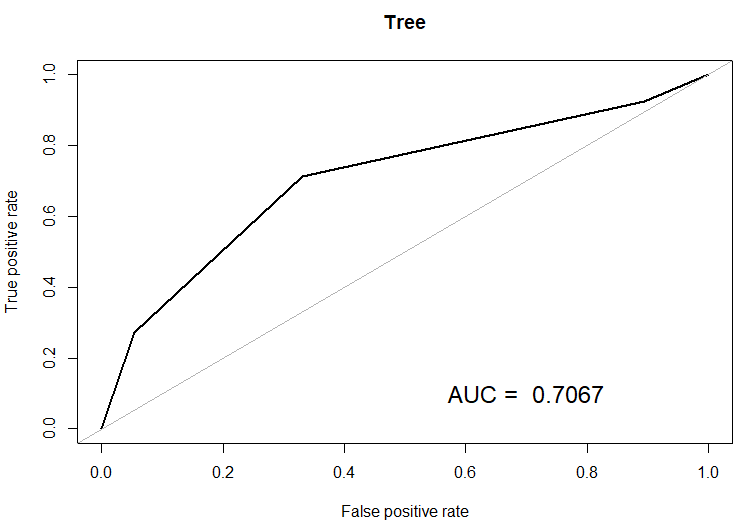 Tree
True positive rate
1.0
0.8
0.6
0.4
0.2
0.0
AUC = 0.7067
0.0 0.2 0.4 0.6 0.8 1.0
False positive rate